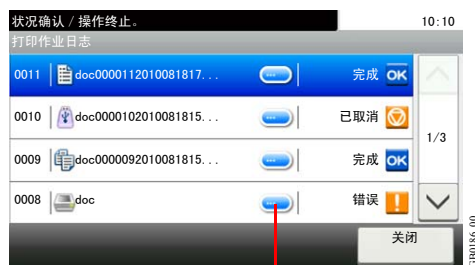 状况确认 / 操作终止。 10:10
打印作业日志
0011 doc0000112010081817... ... 完成 OK
0010 doc0000102010081815... ... 已取消
0009 doc0000092010081815... ... 完成 OK
1/3
0008 doc ... 错误 !
关闭